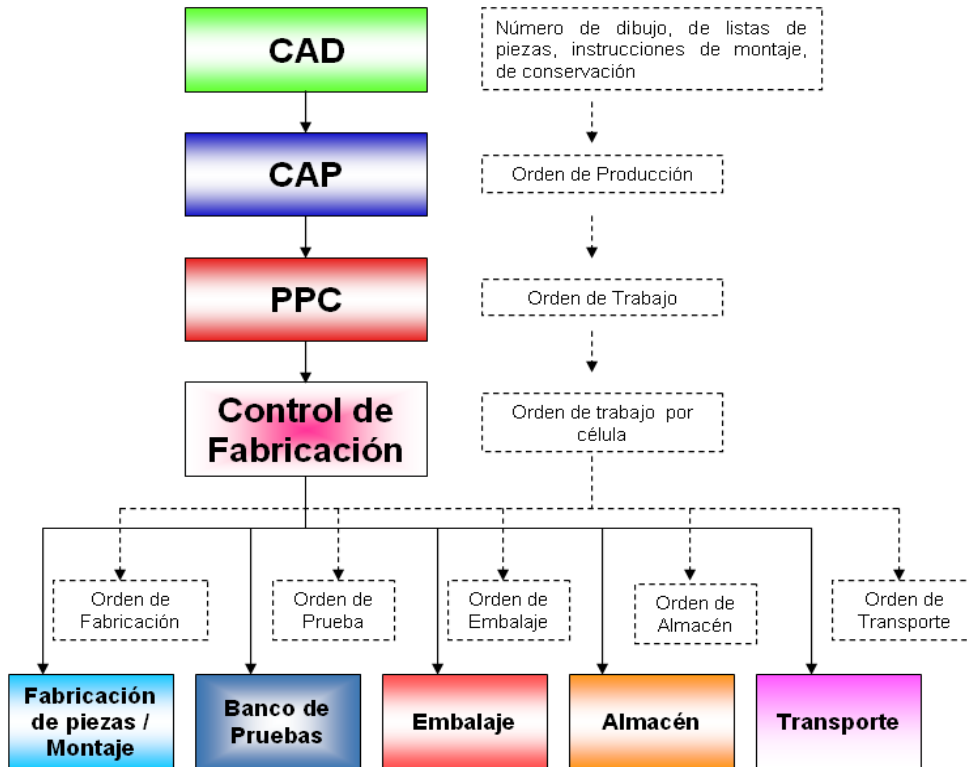 CAD
Número de dibujo, de listas de
piezas, instrucciones de montaje,
de conservación
CAP
Orden de Producción
PPC
Orden de Trabajo
Control de
Fabricación
Orden de trabajo por
célula
Orden de
Fabricación
Orden de
Prueba
Orden de
Embalaje
Orden de
Almacén
Orden de
Transporte
Fabricación
de piezas /
Montaje
Banco de
Pruebas
Embalaje
Almacén
Transporte